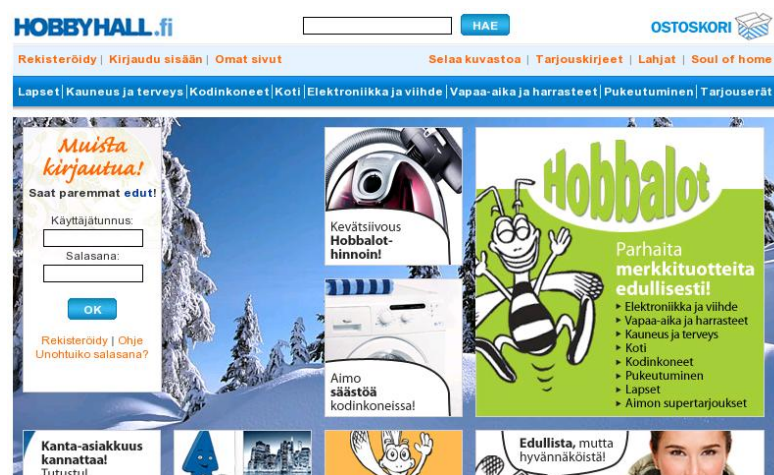 HOBBYHALL.fi
HAE
OSTOSKORI
Rekisteröidy | Kirjaudu sisään | Omat sivut
Selaa kuvastoa | Tarjouskirjeet | Lahjat | Soul of home
Lapset | Kauneus ja terveys | Kodinkoneet | Koti | Elektroniikka ja viihde | Vapaa-aika ja harrasteet | Pukeutuminen | Tarjouserät
Muista
kirjautua!
Saat paremmat edut!
Käyttäjätunnus:
Salasana:
OK
Rekisteröidy | Ohje
Unohtuiko salasana?
Kevätsiivous
Hobbalot-
hinnoin!
Aimo
säästöä
kodinkoneissa!
Hobbalot
Parhaita
merkkituotteita
edullisesti!
▸ Elektroniikka ja viihde
▸ Vapaa-aika ja harrasteet
▸ Kauneus ja terveys
▸ Koti
▸ Kodinkoneet
▸ Pukeutuminen
▸ Lapset
▸ Aimon supertarjoukset
Kanta-asiakkuus
kannattaa!
Tutustu!
Edullista, mutta
hyvännäköistä!